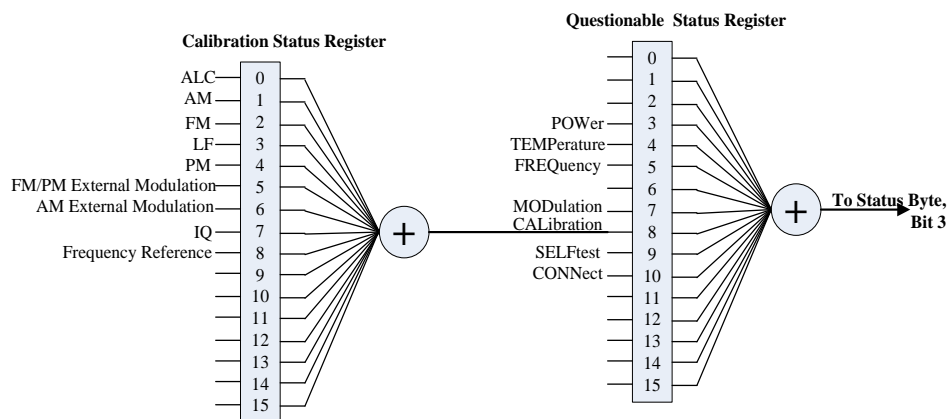 Calibration Status Register
ALC 0
AM 1
FM 2
LF 3
PM 4
FM/PM External Modulation 5
AM External Modulation 6
IQ 7
Frequency Reference 8
9
10
11
12
13
14
15
+
Questionable Status Register
0
1
2
POWer 3
TEMPerature 4
FREQuency 5
6
MODulation 7
CALibration 8
SELFtest 9
CONNect 10
11
12
13
14
15
+
To Status Byte,
Bit 3